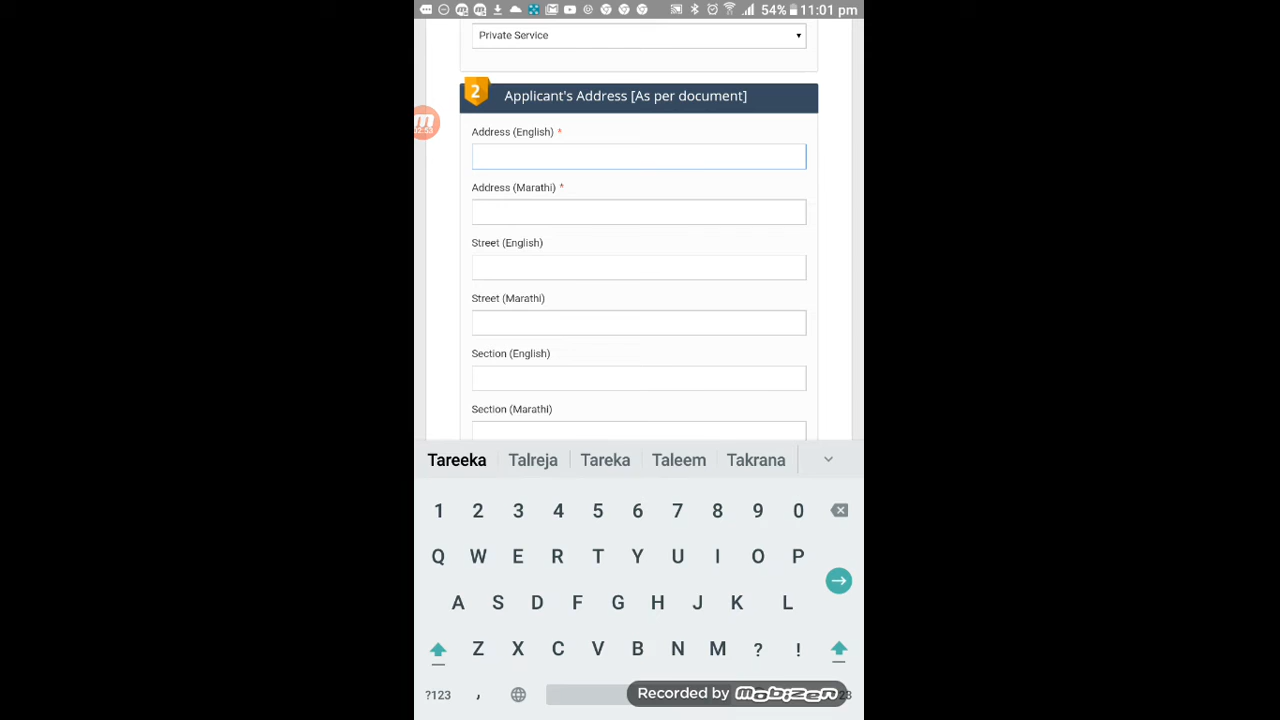 54% 11:01 pm
Private Service
2 Applicant's Address [As per document]
Address (English) *
Address (Marathi) *
Street (English)
Street (Marathi)
Section (English)
Section (Marathi)
Tareeka Talreja Tareka Taleem Takrana
1 2 3 4 5 6 7 8 9 0
Q W E R T Y U I O P
A S D F G H J K L
Z X C V B N M ? !
?123 , Recorded by mobizen